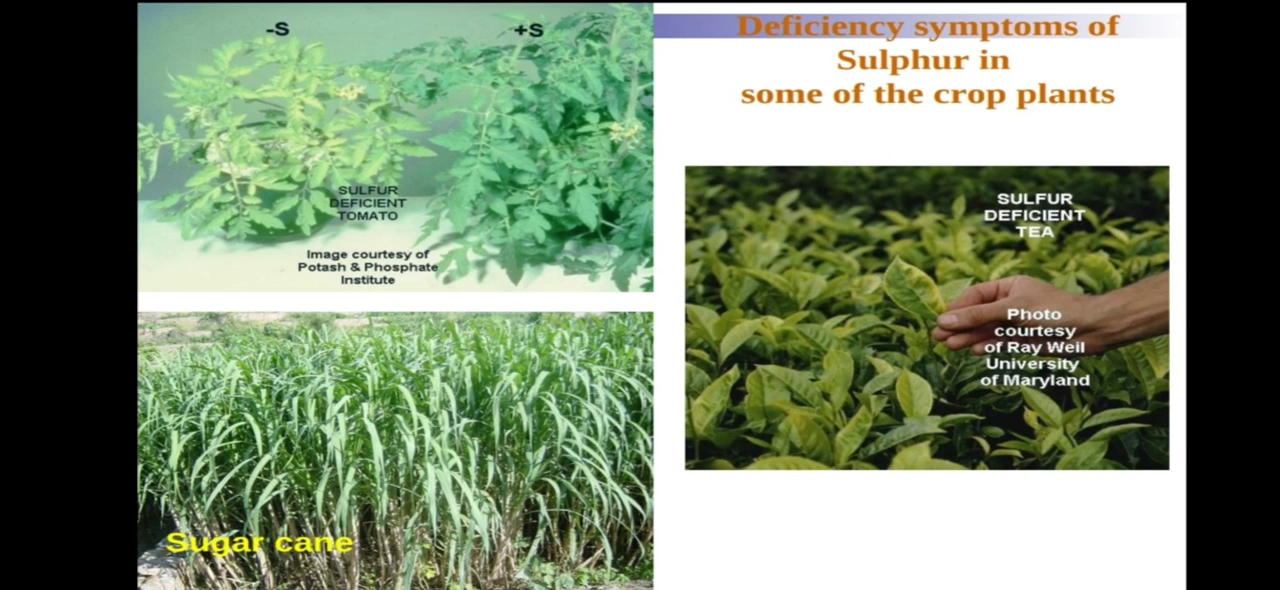 -S
+S
SULFUR
DEFICIENT
TOMATO
Image courtesy of
Potash & Phosphate
Institute
Sugar cane
Deficiency symptoms of
Sulphur in
some of the crop plants
SULFUR
DEFICIENT
TEA
Photo
courtesy
of Ray Weil
University
of Maryland